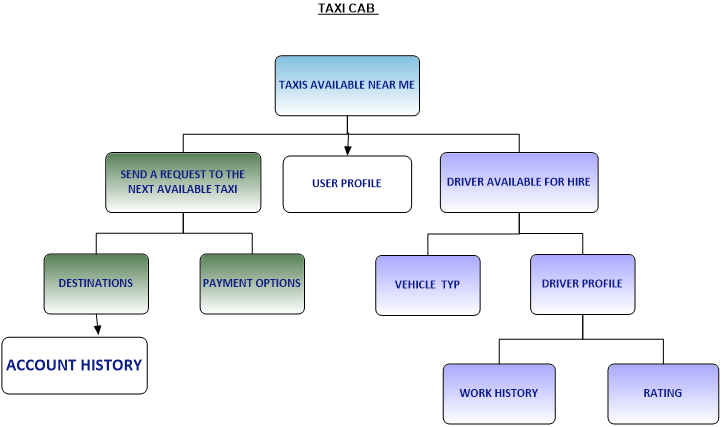 TAXI CAB
TAXIS AVAILABLE NEAR ME
SEND A REQUEST TO THE
NEXT AVAILABLE TAXI
USER PROFILE
DRIVER AVAILABLE FOR HIRE
DESTINATIONS
PAYMENT OPTIONS
VEHICLE TYP
DRIVER PROFILE
ACCOUNT HISTORY
WORK HISTORY
RATING